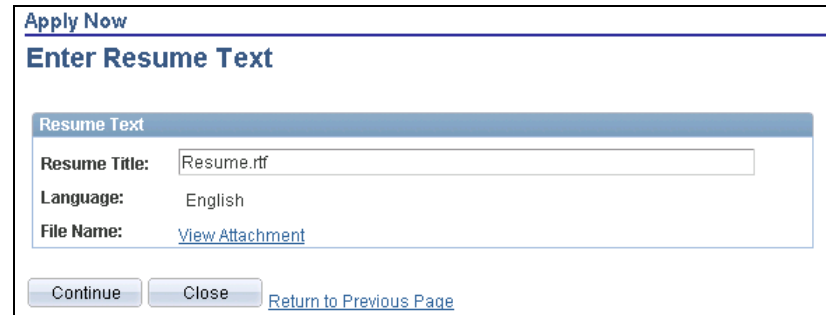 Apply Now
Enter Resume Text
Resume Text
Resume Title: Resume.rtf
Language: English
File Name: View Attachment
Continue Close Return to Previous Page